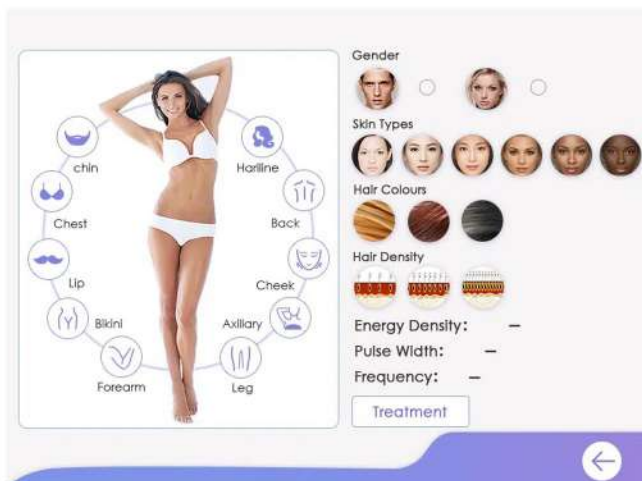 chin
Chest
Lip
Bikini
Forearm
Hariline
Back
Cheek
Axillary
Leg
Gender
Skin Types
Hair Colours
Hair Density
Energy Density: –
Pulse Width: –
Frequency: –
Treatment